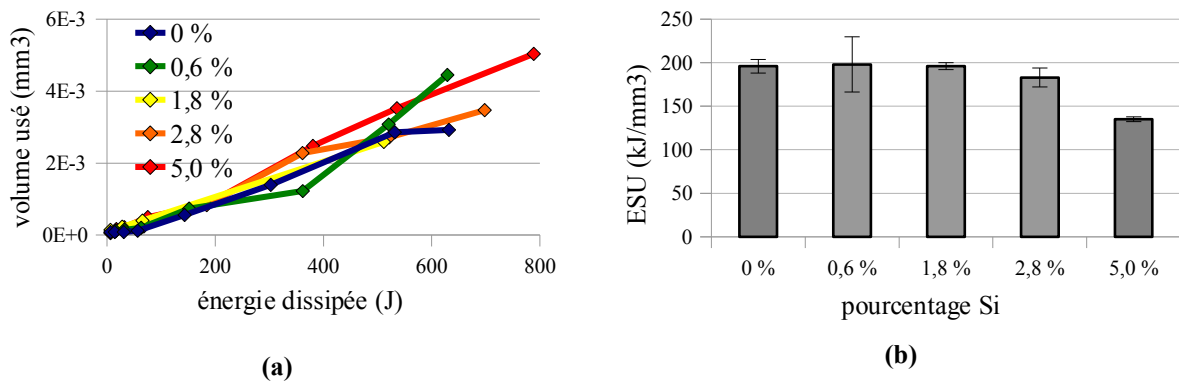 6E-3
4E-3
2E-3
0E+0
volume usé (mm3)
0 %
0,6 %
1,8 %
2,8 %
5,0 %
0
200
400
600
800
énergie dissipée (J)
(a)
250
200
150
100
50
0
ESU (kJ/mm3)
0 %
0,6 %
1,8 %
2,8 %
5,0 %
pourcentage Si
(b)